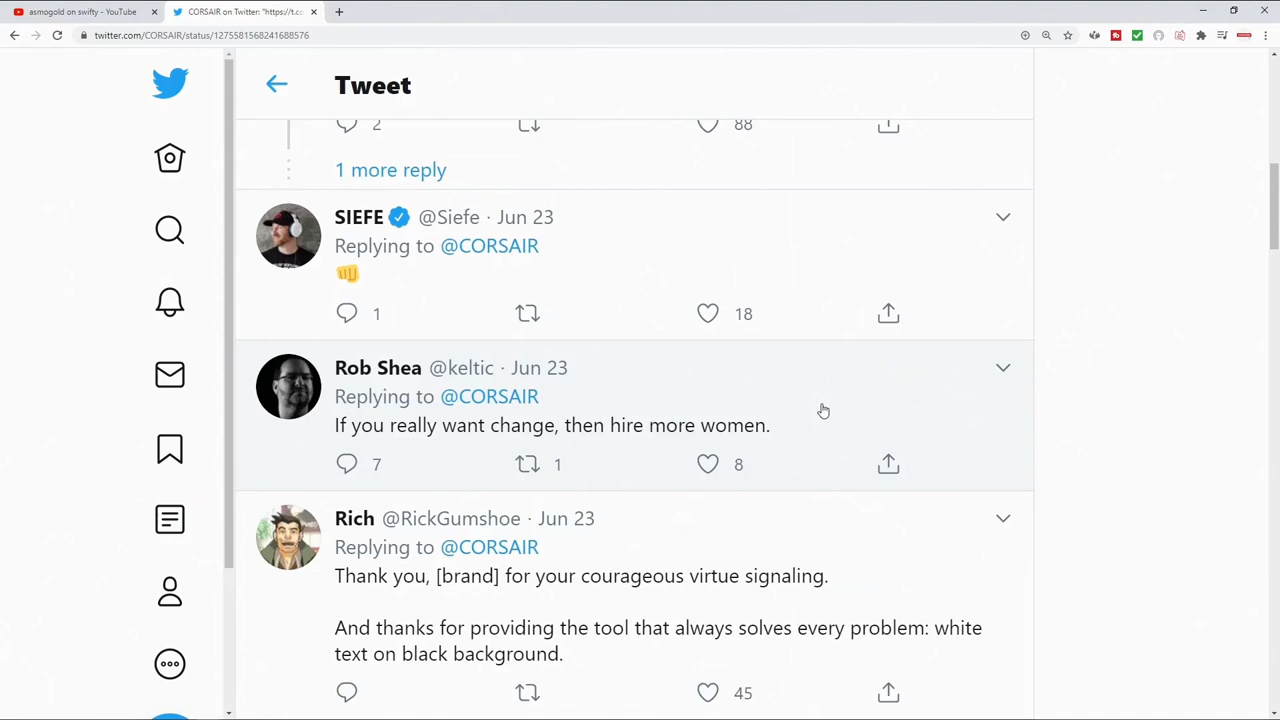 asmogold on swifty - YouTube
CORSAIR on Twitter: "https://t.co
twitter.com/CORSAIR/status/1275581568241688576
Tweet
2 88
1 more reply
SIEFE @Siefe · Jun 23
Replying to @CORSAIR
1 18
Rob Shea @keltic · Jun 23
Replying to @CORSAIR
If you really want change, then hire more women.
7 1 8
Rich @RickGumshoe · Jun 23
Replying to @CORSAIR
Thank you, [brand] for your courageous virtue signaling.
And thanks for providing the tool that always solves every problem: white
text on black background.
45